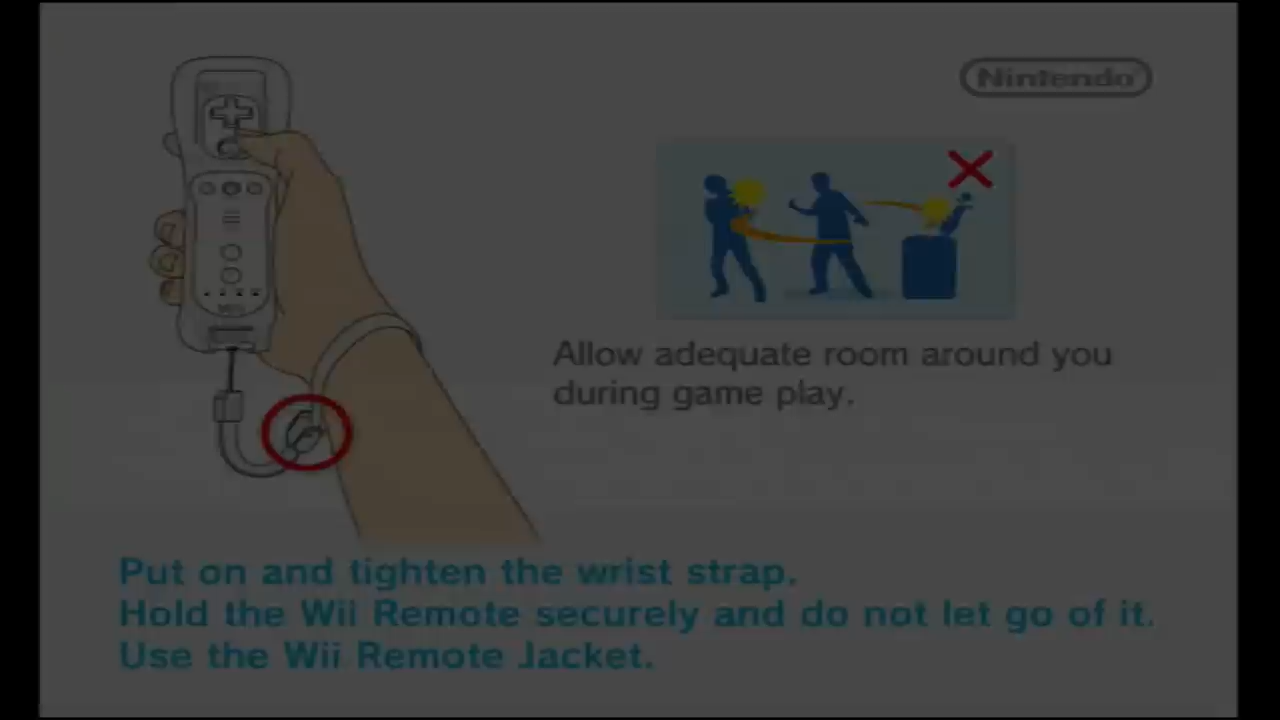 Nintendo
Allow adequate room around you
during game play.
Put on and tighten the wrist strap.
Hold the Wii Remote securely and do not let go of it.
Use the Wii Remote Jacket.